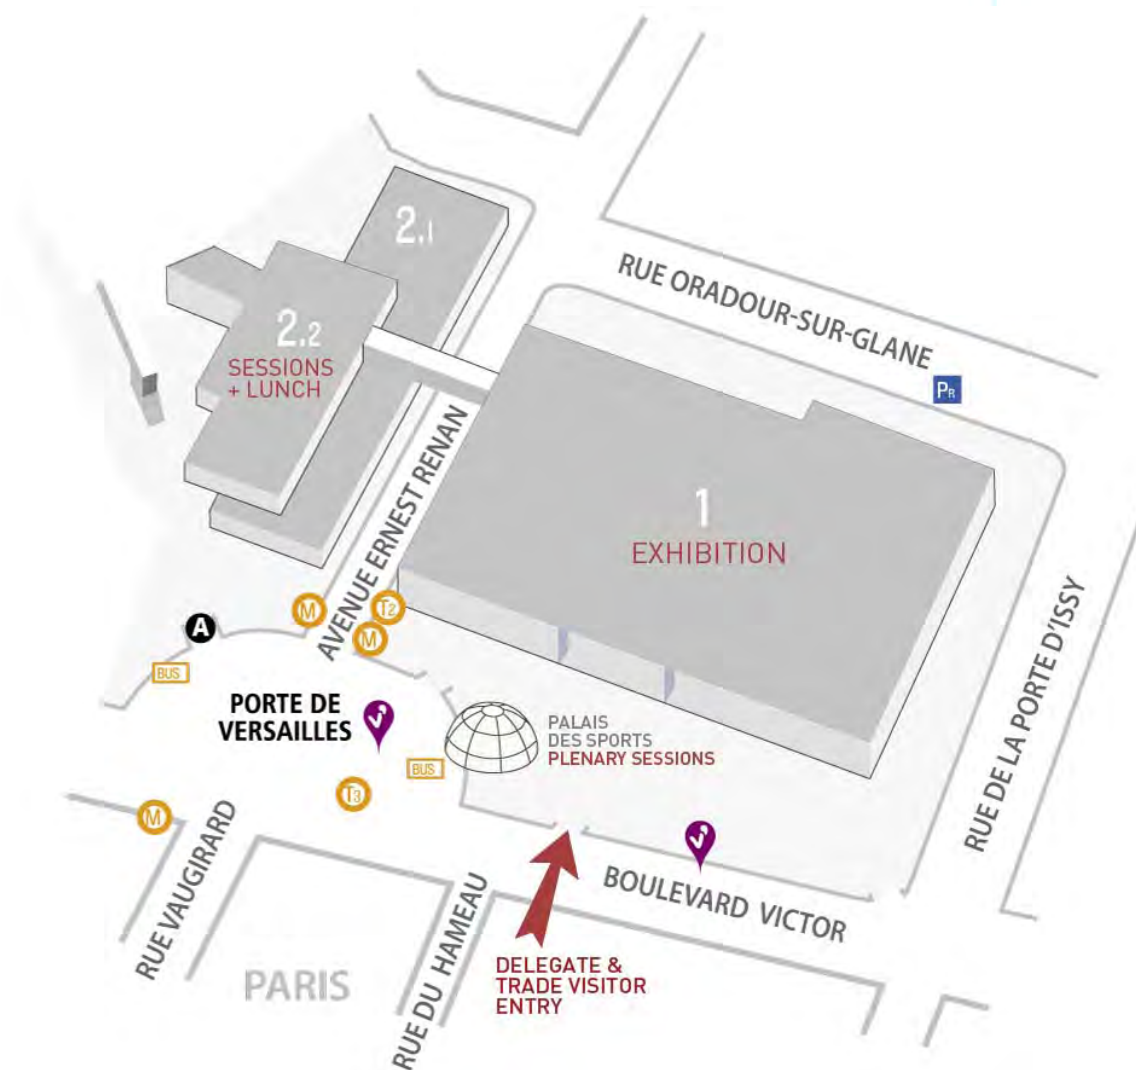 2.1
RUE ORADOUR-SUR-GLANE
2.2
SESSIONS
+ LUNCH
PR
AVENUE ERNEST RENAN
1
EXHIBITION
M
T2
M
A
BUS
RUE DE LA PORTE D'ISSY
PORTE DE
VERSAILLES
PALAIS
DES SPORTS
PLENARY SESSIONS
BUS
T3
M
RUE VAUGIRARD
BOULEVARD VICTOR
RUE DU HAMEAU
PARIS
DELEGATE &
TRADE VISITOR
ENTRY